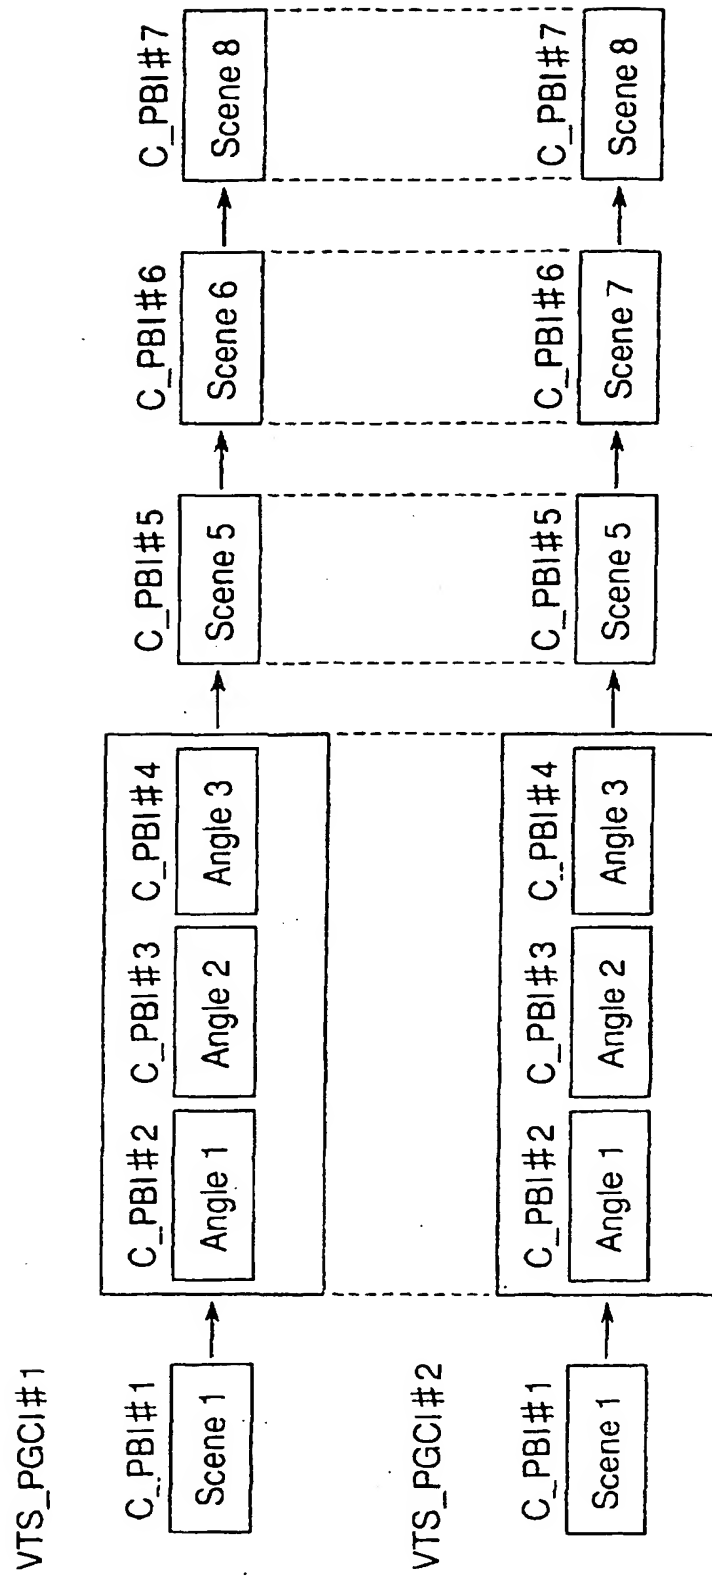 VTS_PGCI#1
C_PBI#1
Scene 1
C_PBI#2
Angle 1
C_PBI#3
Angle 2
C_PBI#4
Angle 3
C_PBI#5
Scene 5
C_PBI#6
Scene 6
C_PBI#7
Scene 8
VTS_PGCI#2
C_PBI#1
Scene 1
C_PBI#2
Angle 1
C_PBI#3
Angle 2
C_PBI#4
Angle 3
C_PBI#5
Scene 5
C_PBI#6
Scene 7
C_PBI#7
Scene 8